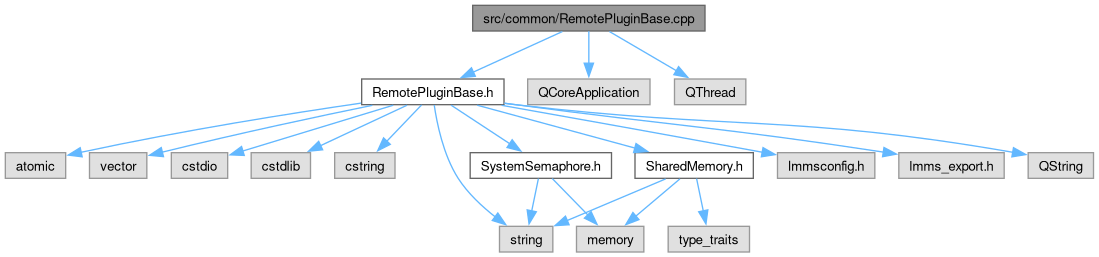 src/common/RemotePluginBase.cpp
RemotePluginBase.h
QCoreApplication
QThread
atomic
vector
cstdio
cstdlib
cstring
SystemSemaphore.h
SharedMemory.h
lmmsconfig.h
lmms_export.h
QString
string
memory
type_traits